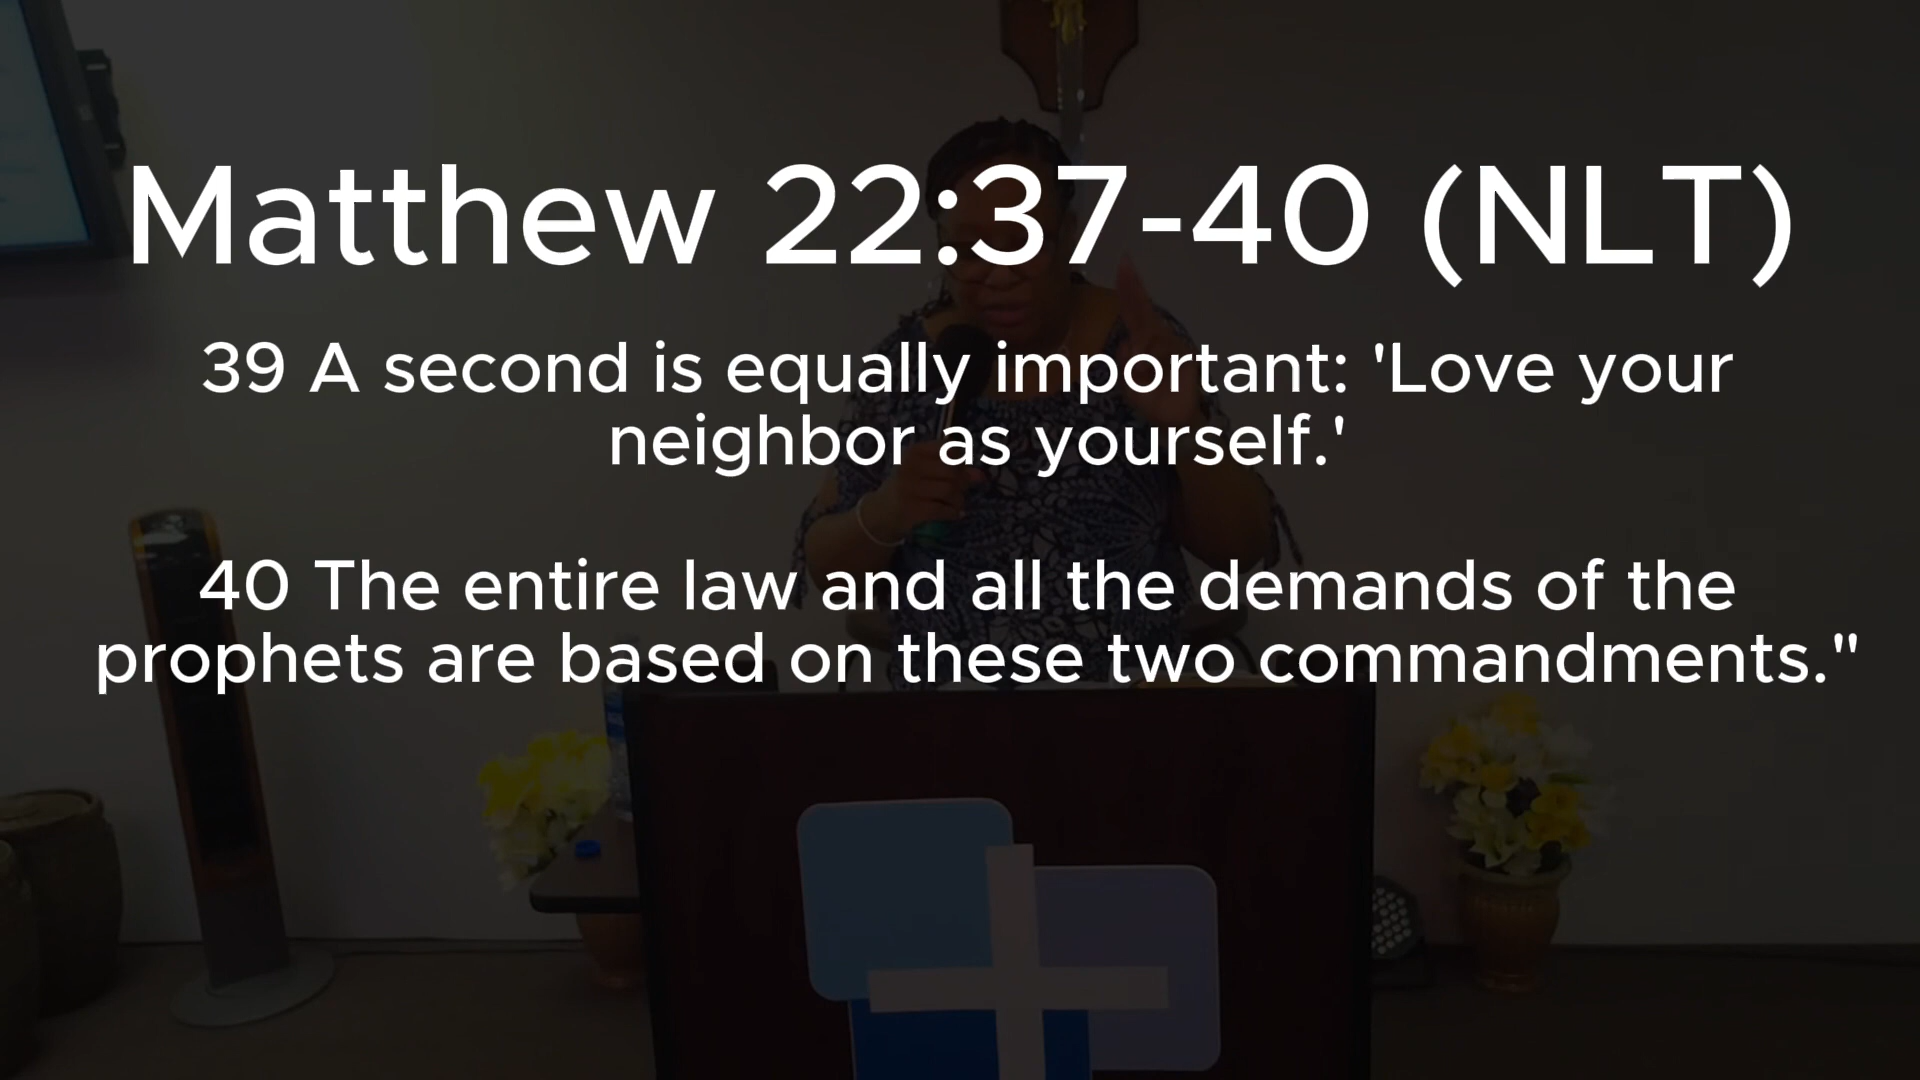 Matthew 22:37-40 (NLT)
39 A second is equally important: 'Love your
neighbor as yourself.'
40 The entire law and all the demands of the
prophets are based on these two commandments."